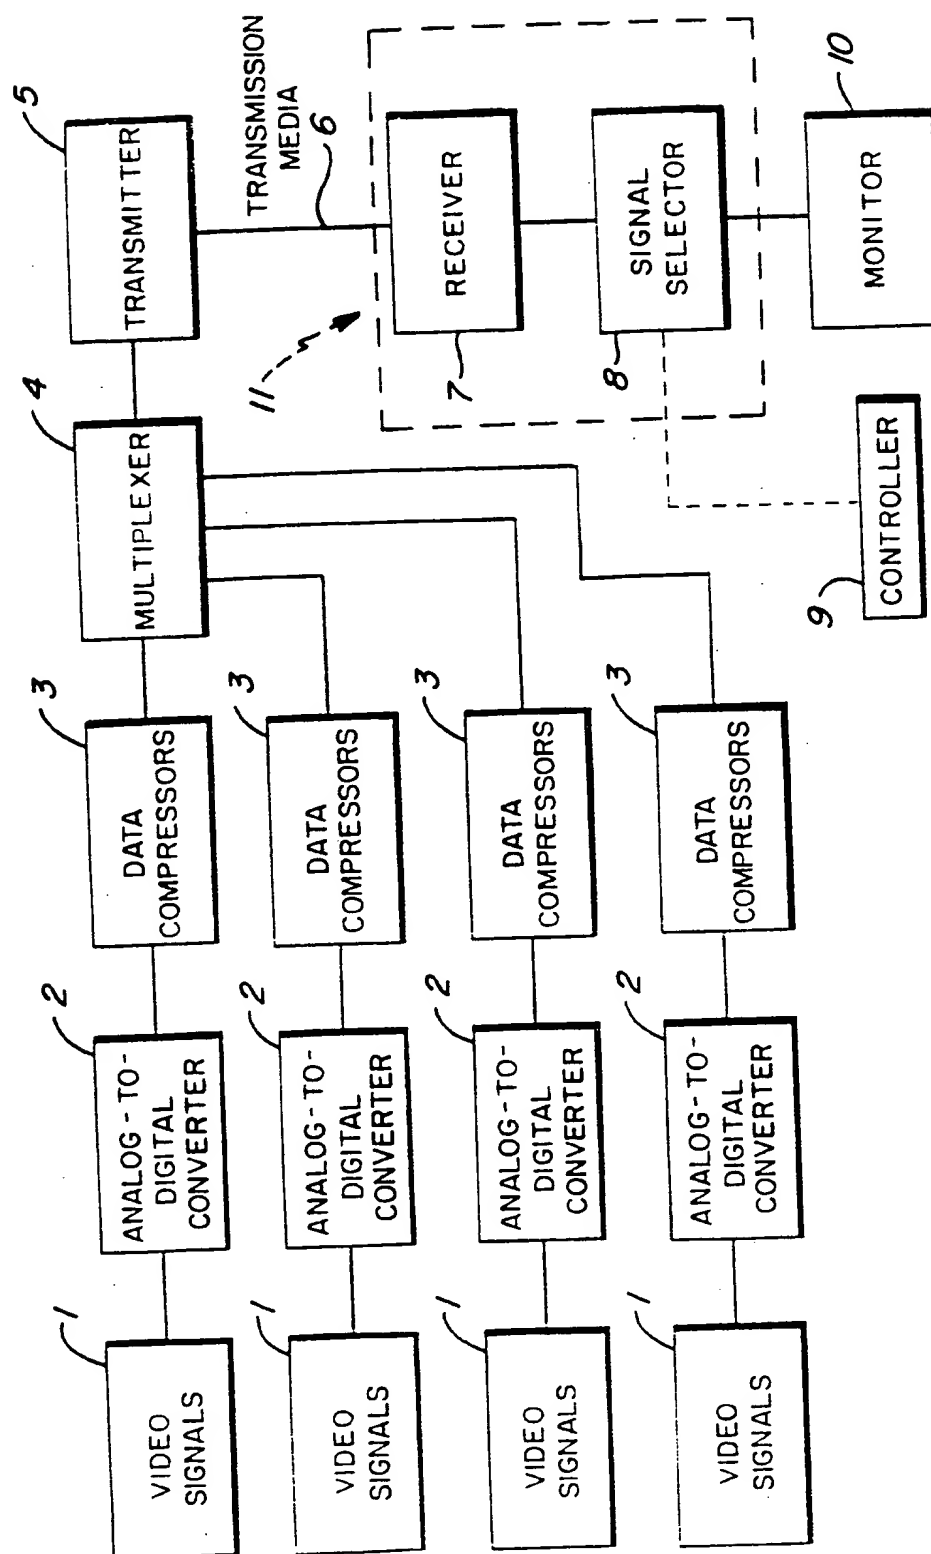 5
TRANSMITTER
TRANSMISSION
MEDIA
6
4
MULTIPLEXER
11
RECEIVER
7
SIGNAL
SELECTOR
8
MONITOR
10
CONTROLLER
9
3
DATA
COMPRESSORS
3
DATA
COMPRESSORS
3
DATA
COMPRESSORS
3
DATA
COMPRESSORS
2
ANALOG-TO-
DIGITAL
CONVERTER
2
ANALOG-TO-
DIGITAL
CONVERTER
2
ANALOG-TO-
DIGITAL
CONVERTER
2
ANALOG-TO-
DIGITAL
CONVERTER
1
VIDEO
SIGNALS
1
VIDEO
SIGNALS
1
VIDEO
SIGNALS
1
VIDEO
SIGNALS